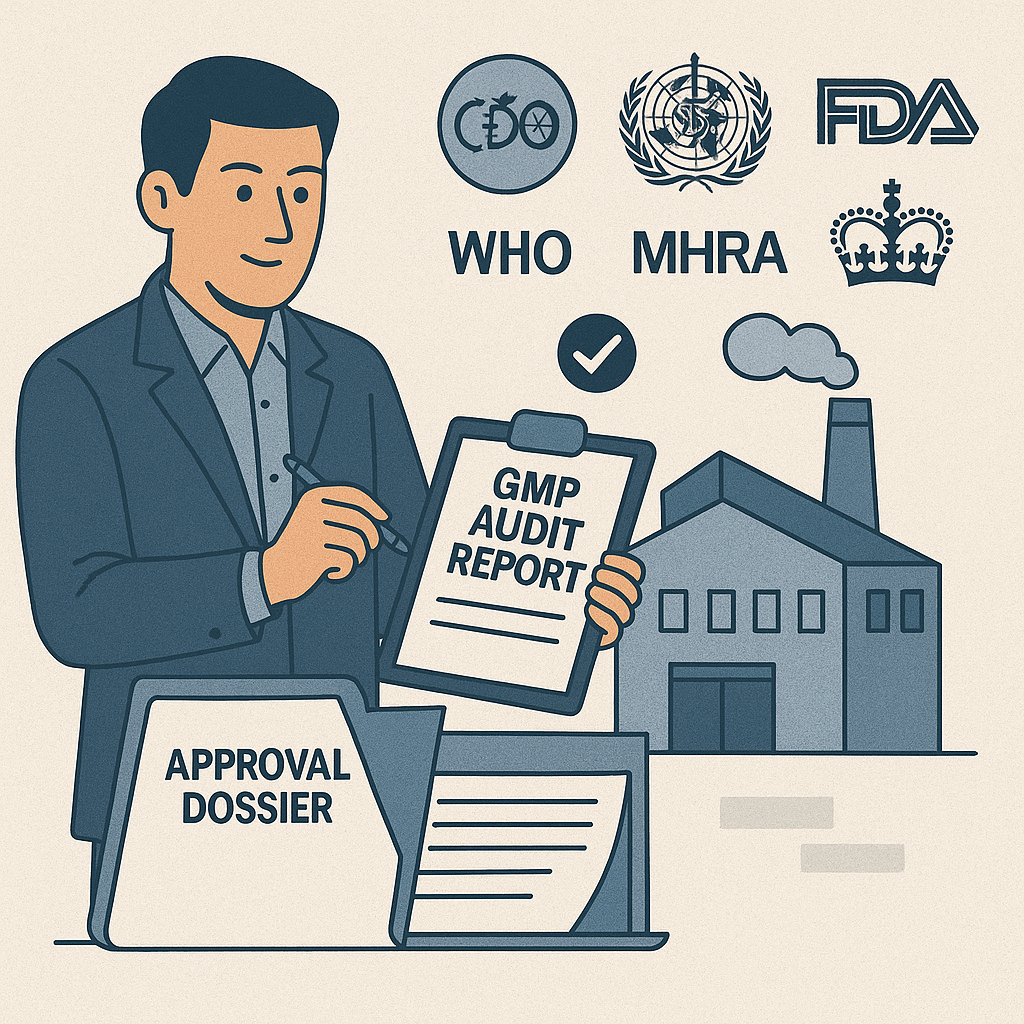 FDA
WHO MHRA
GMP
AUDIT
REPORT
APPROVAL
DOSSIER